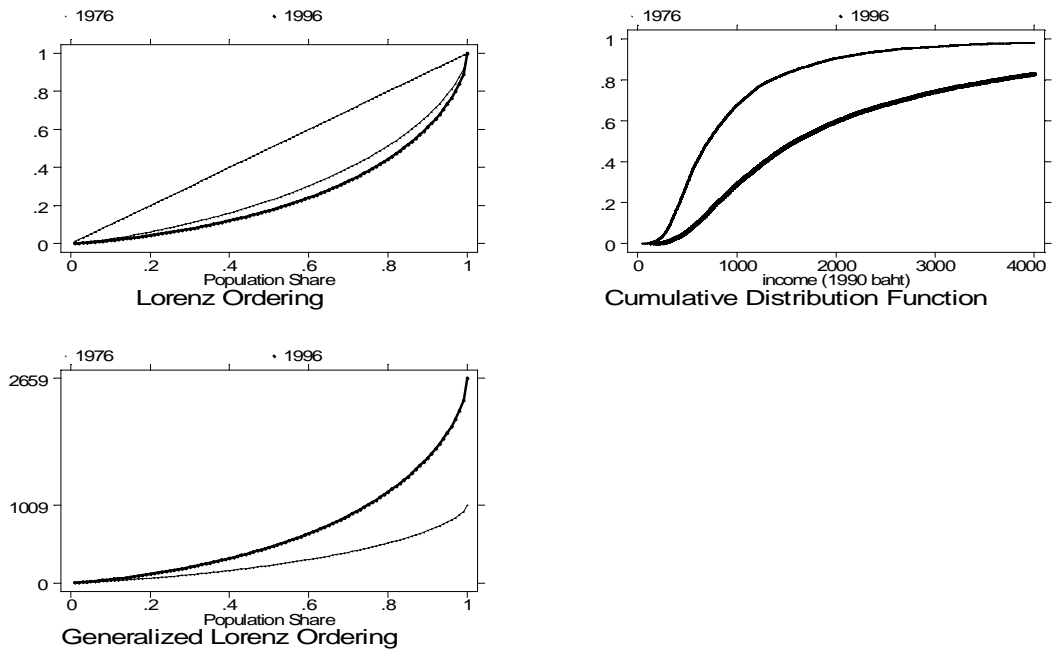 1976 1996
1
.8
.6
.4
.2
0
0 .2 .4 .6 .8 1
Population Share
Lorenz Ordering
1976 1996
1
.8
.6
.4
.2
0
0 1000 2000 3000 4000
income (1990 baht)
Cumulative Distribution Function
1976 1996
2659
1009
0
0 .2 .4 .6 .8 1
Population Share
Generalized Lorenz Ordering